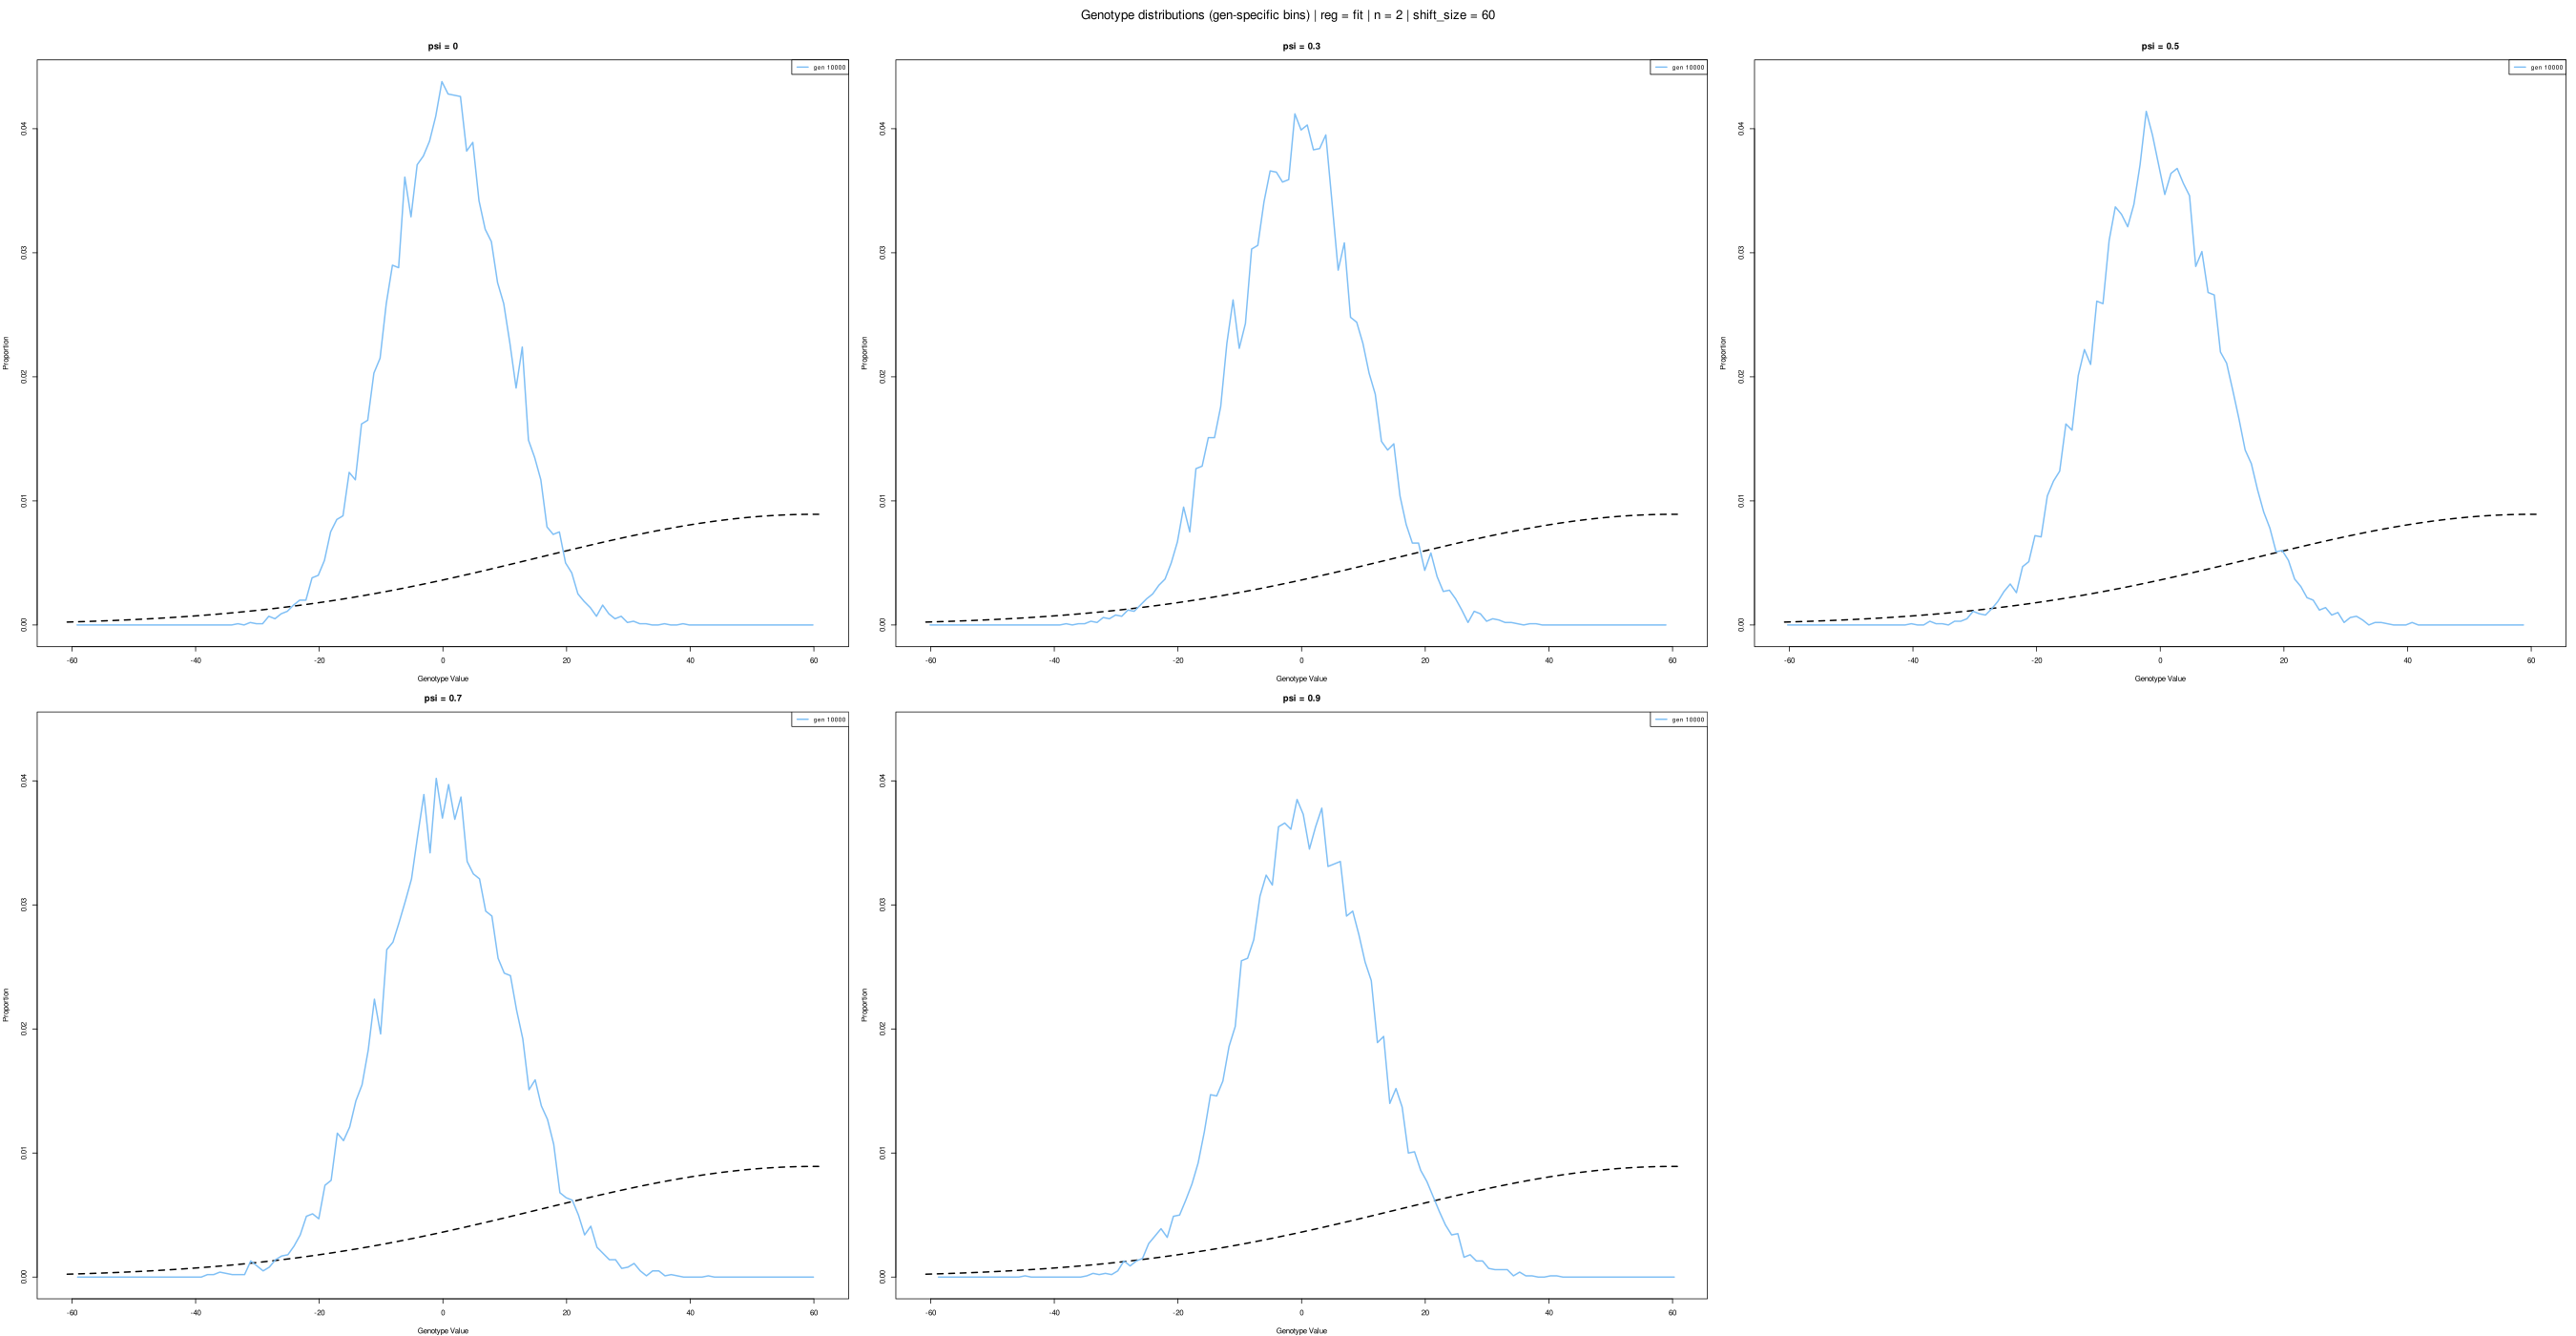 Genotype distributions (gen-specific bins) | reg = fit | n = 2 | shift_size = 60
psi = 0
gen 10000
Proportion
0.00
0.01
0.02
0.03
0.04
-60 -40 -20 0 20 40 60
Genotype Value
psi = 0.3
gen 10000
Proportion
0.00
0.01
0.02
0.03
0.04
-60 -40 -20 0 20 40 60
Genotype Value
psi = 0.5
gen 10000
Proportion
0.00
0.01
0.02
0.03
0.04
-60 -40 -20 0 20 40 60
Genotype Value
psi = 0.7
gen 10000
Proportion
0.00
0.01
0.02
0.03
0.04
-60 -40 -20 0 20 40 60
Genotype Value
psi = 0.9
gen 10000
Proportion
0.00
0.01
0.02
0.03
0.04
-60 -40 -20 0 20 40 60
Genotype Value